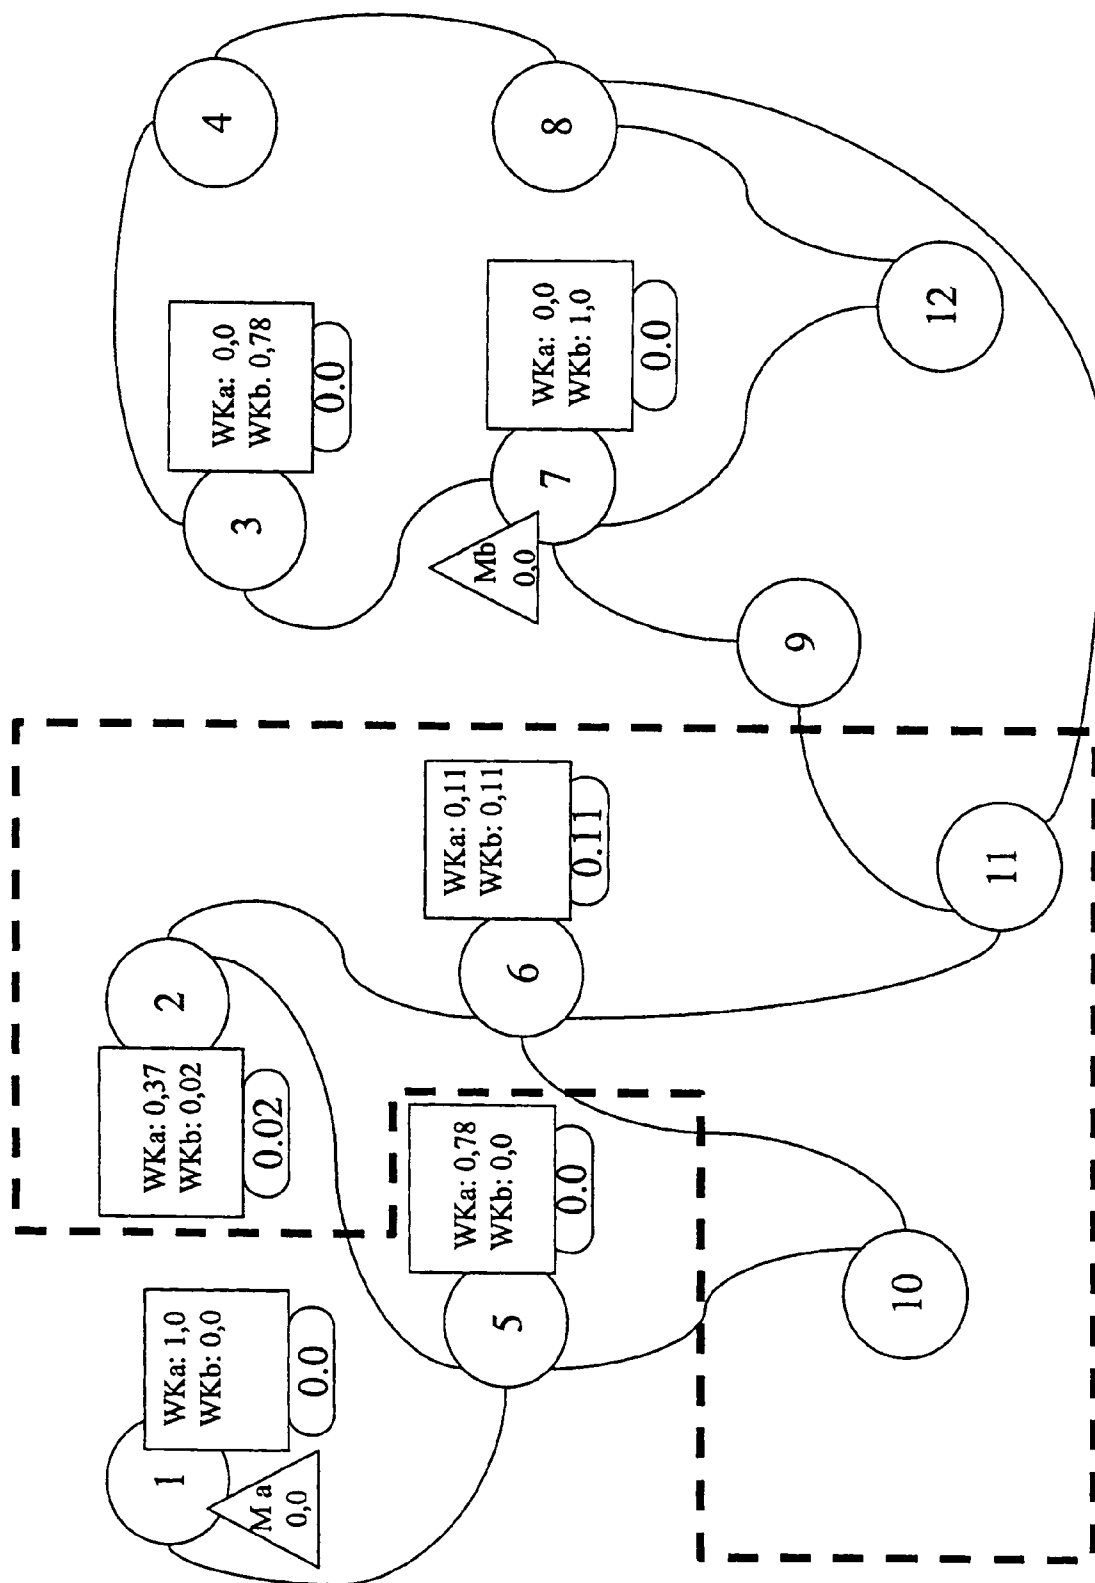 1
WKa: 1,0
WKb: 0,0
0.0
M a
0,0
2
WKa: 0,37
WKb: 0,02
0.02
3
WKa: 0,0
WKb. 0,78
0.0
4
5
WKa: 0,78
WKb: 0,0
0.0
6
WKa: 0,11
WKb: 0,11
0.11
7
WKa: 0,0
WKb: 1,0
0.0
Mb
0,0
8
9
10
11
12